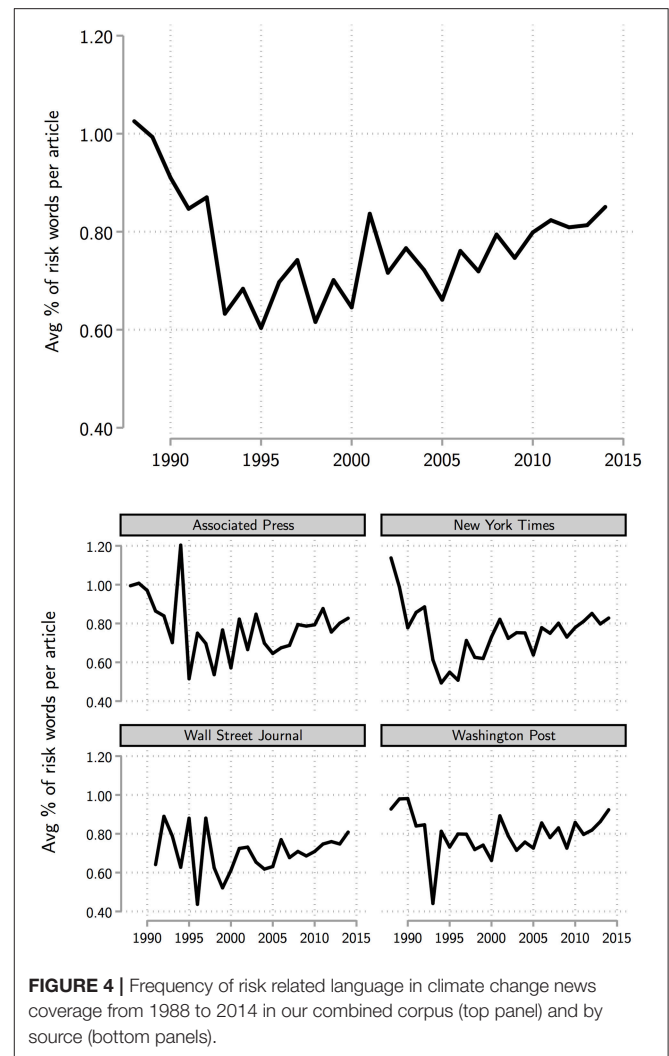 1.20
1.00
0.80
0.60
0.40
Avg % of risk words per article
1990 1995 2000 2005 2010 2015
Associated Press New York Times
1.20
1.00
0.80
0.60
0.40
Avg % of risk words per article
Wall Street Journal Washington Post
1.20
1.00
0.80
0.60
0.40
1990 1995 2000 2005 2010 2015 1990 1995 2000 2005 2010 2015
FIGURE 4 | Frequency of risk related language in climate change news
coverage from 1988 to 2014 in our combined corpus (top panel) and by
source (bottom panels).